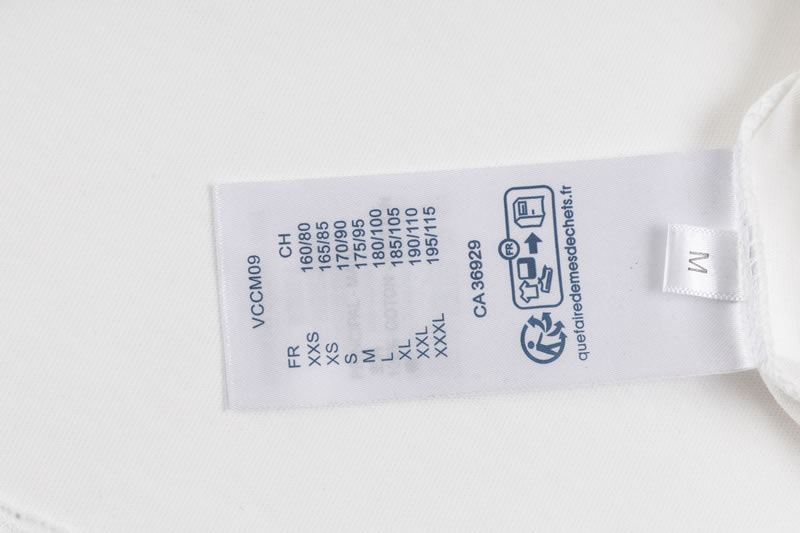 VCCM09
FR CH
XXS 160/80
XS 165/85
S 170/90
M 175/95
L 180/100
XL 185/105
XXL 190/110
XXXL 195/115
CA 36929
FR
quefairedemesdechets.fr
M